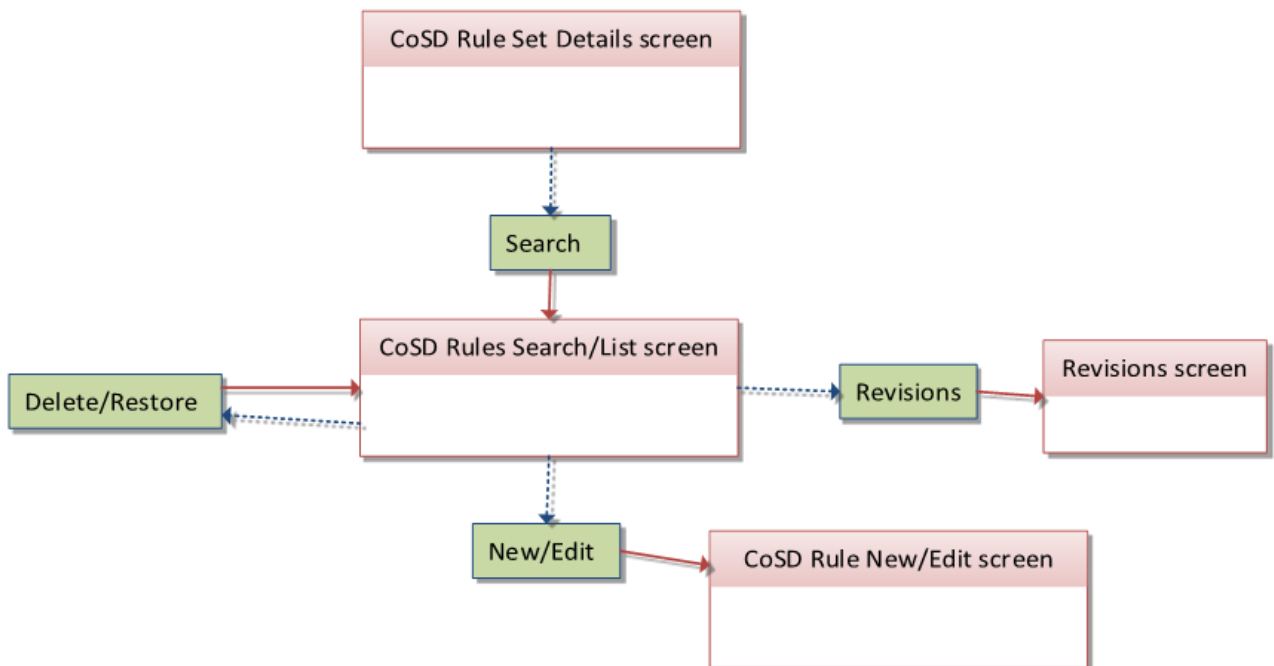 CoSD Rule Set Details screen
Search
CoSD Rules Search/List screen
Delete/Restore
Revisions
Revisions screen
New/Edit
CoSD Rule New/Edit screen